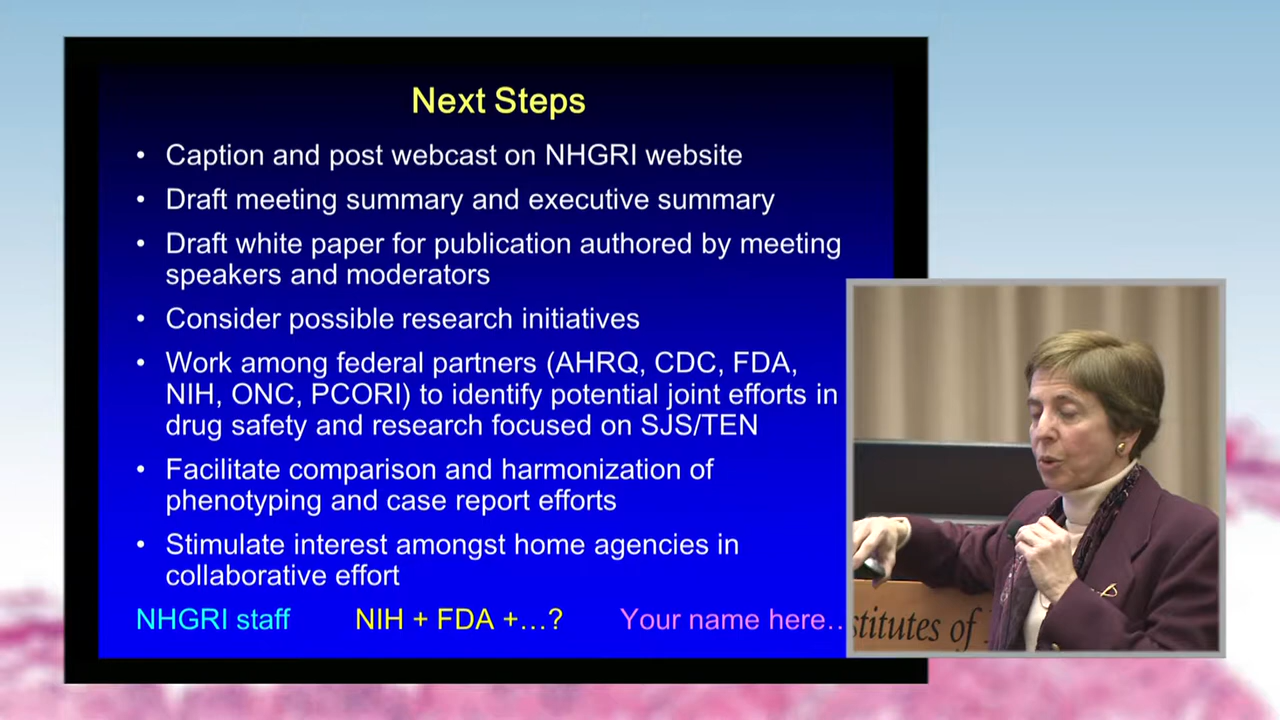 Next Steps
• Caption and post webcast on NHGRI website
• Draft meeting summary and executive summary
• Draft white paper for publication authored by meeting
speakers and moderators
• Consider possible research initiatives
• Work among federal partners (AHRQ, CDC, FDA,
NIH, ONC, PCORI) to identify potential joint efforts in
drug safety and research focused on SJS/TEN
• Facilitate comparison and harmonization of
phenotyping and case report efforts
• Stimulate interest amongst home agencies in
collaborative effort
NHGRI staff NIH + FDA +…? Your name here..
stitutes of